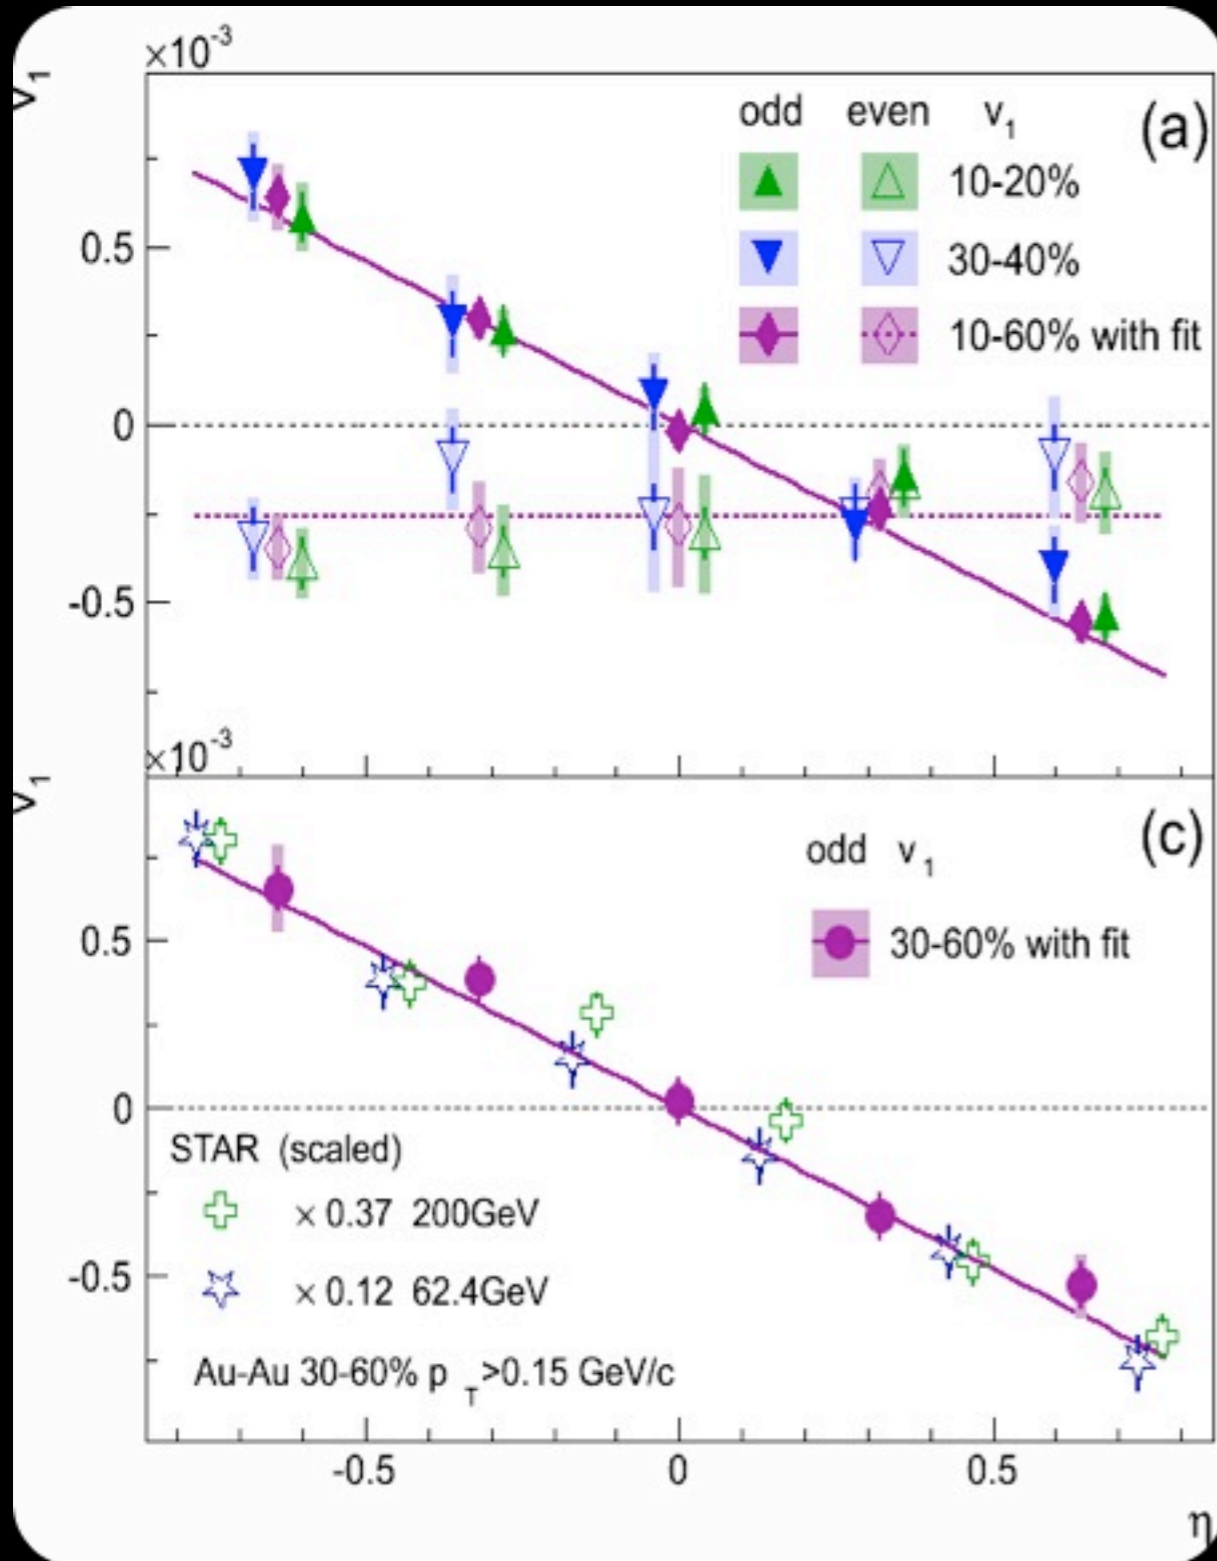 ×10⁻³
v₁
odd even v₁
(a)
10-20%
30-40%
10-60% with fit
0.5
0
-0.5
×10⁻³
v₁
(c)
odd v₁
30-60% with fit
0.5
0
-0.5
STAR (scaled)
× 0.37 200GeV
× 0.12 62.4GeV
Au-Au 30-60% p_T>0.15 GeV/c
-0.5 0 0.5
η